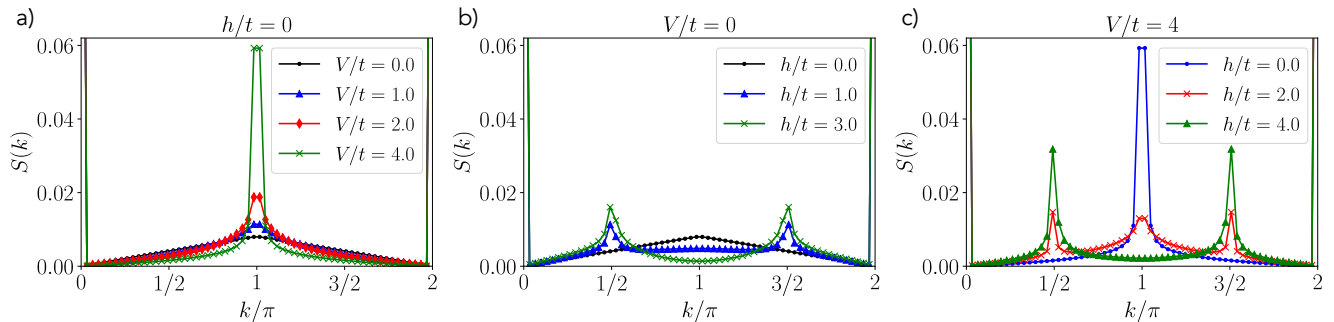 a)
h/t = 0
S(k)
0.06
0.04
0.02
0.00
V/t = 0.0
V/t = 1.0
V/t = 2.0
V/t = 4.0
0
1/2
1
3/2
2
k/π
b)
V/t = 0
S(k)
0.06
0.04
0.02
0.00
h/t = 0.0
h/t = 1.0
h/t = 3.0
0
1/2
1
3/2
2
k/π
c)
V/t = 4
S(k)
0.06
0.04
0.02
0.00
h/t = 0.0
h/t = 2.0
h/t = 4.0
0
1/2
1
3/2
2
k/π